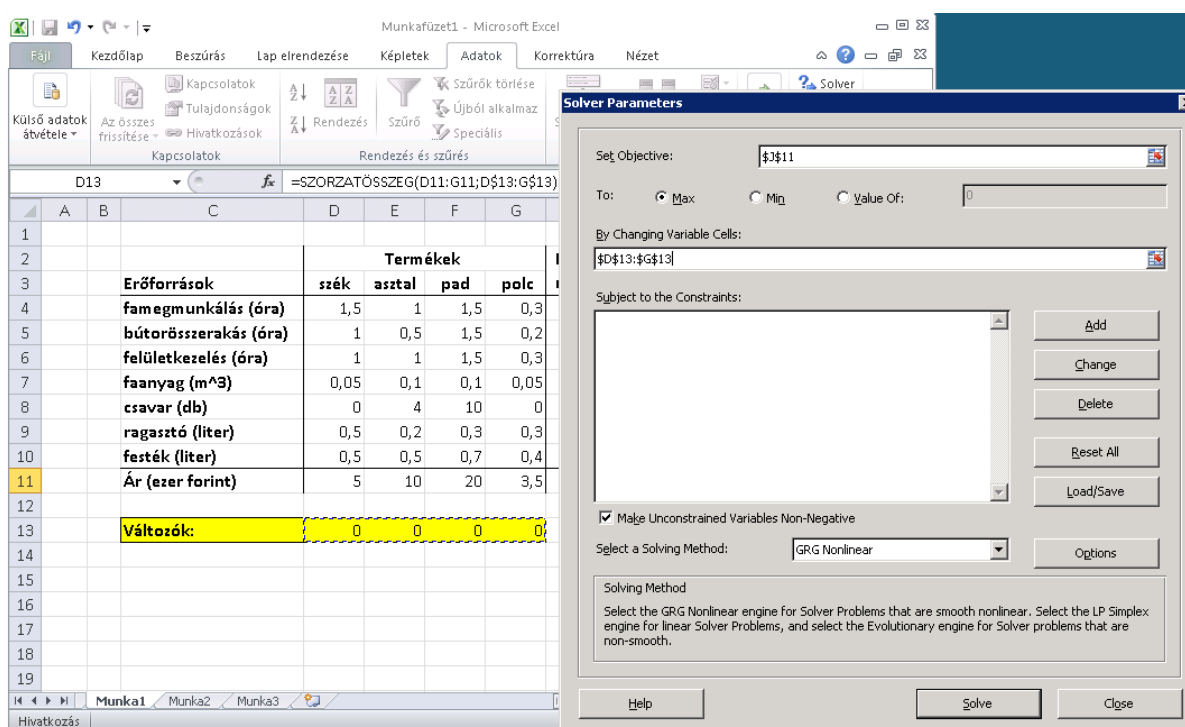 Munkafüzet1 - Microsoft Excel
Fájl Kezdőlap Beszúrás Lap elrendezése Képletek Adatok Korrektúra Nézet
Külső adatok átvétele
Az összes frissítése
Kapcsolatok
Tulajdonságok
Hivatkozások
Kapcsolatok
Rendezés
Szűrő
Szűrők törlése
Újból alkalmaz
Speciális
Rendezés és szűrés
Solver
D13 fx =SZORZATÖSSZEG(D11:G11;D$13:G$13)
A B C D E F G
1
2 Termékek
3 Erőforrások szék asztal pad polc
4 famegmunkálás (óra) 1,5 1 1,5 0,3
5 bútorösszerakás (óra) 1 0,5 1,5 0,2
6 felületkezelés (óra) 1 1 1,5 0,3
7 faanyag (m^3) 0,05 0,1 0,1 0,05
8 csavar (db) 0 4 10 0
9 ragasztó (liter) 0,5 0,2 0,3 0,3
10 festék (liter) 0,5 0,5 0,7 0,4
11 Ár (ezer forint) 5 10 20 3,5
12
13 Változók: 0 0 0 0
14
15
16
17
18
19
Munka1 Munka2 Munka3
Hivatkozás
Solver Parameters
Set Objective: $J$11
To: Max Min Value Of: 0
By Changing Variable Cells:
$D$13:$G$13
Subject to the Constraints:
Add
Change
Delete
Reset All
Load/Save
Make Unconstrained Variables Non-Negative
Select a Solving Method: GRG Nonlinear Options
Solving Method
Select the GRG Nonlinear engine for Solver Problems that are smooth nonlinear. Select the LP Simplex
engine for linear Solver Problems, and select the Evolutionary engine for Solver problems that are
non-smooth.
Help Solve Close